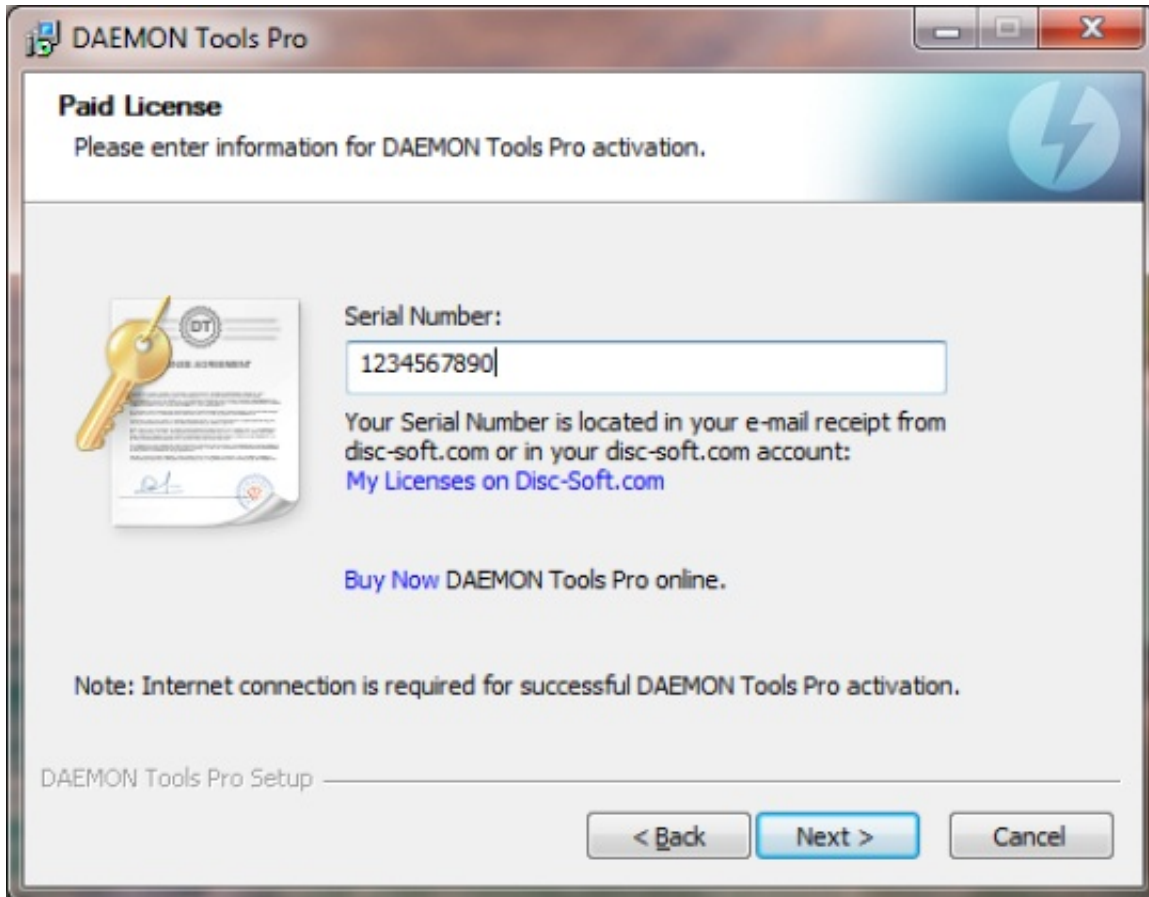 DAEMON Tools Pro
Paid License
Please enter information for DAEMON Tools Pro activation.
DT
Serial Number:
1234567890
Your Serial Number is located in your e-mail receipt from
disc-soft.com or in your disc-soft.com account:
My Licenses on Disc-Soft.com
Buy Now DAEMON Tools Pro online.
Note: Internet connection is required for successful DAEMON Tools Pro activation.
DAEMON Tools Pro Setup
< Back
Next >
Cancel